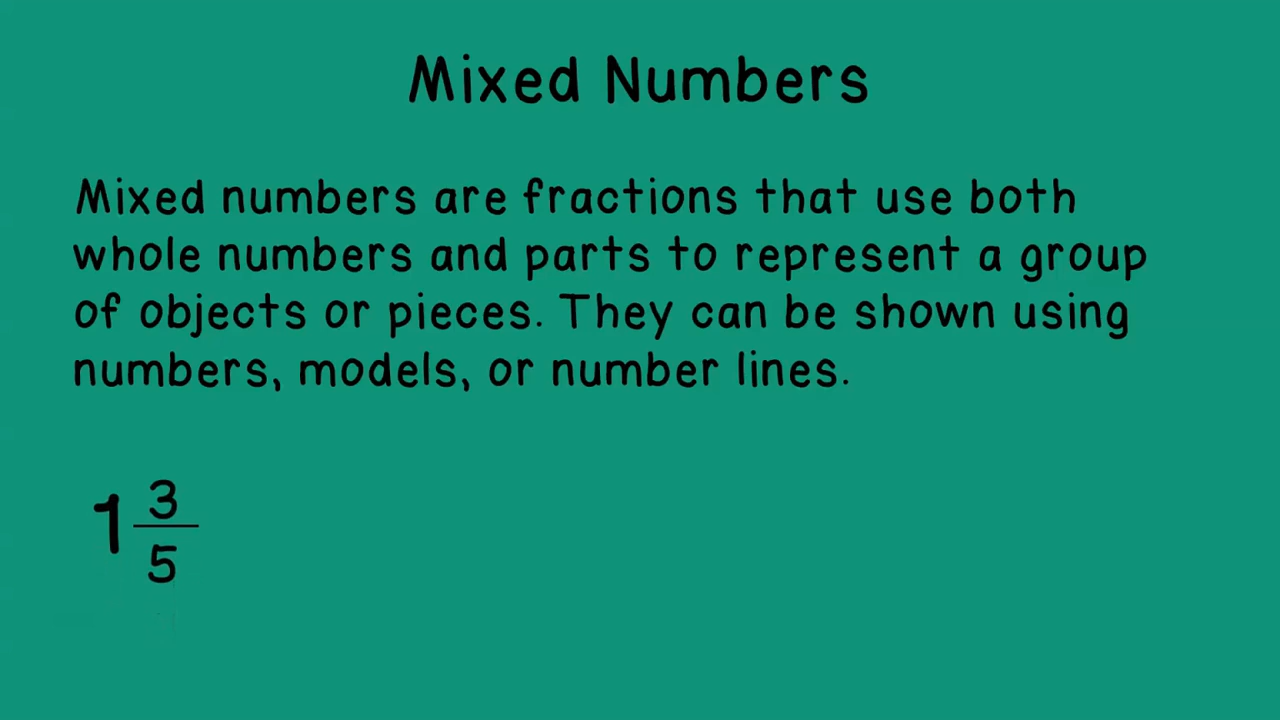 Mixed Numbers
Mixed numbers are fractions that use both
whole numbers and parts to represent a group
of objects or pieces. They can be shown using
numbers, models, or number lines.
1 3/5